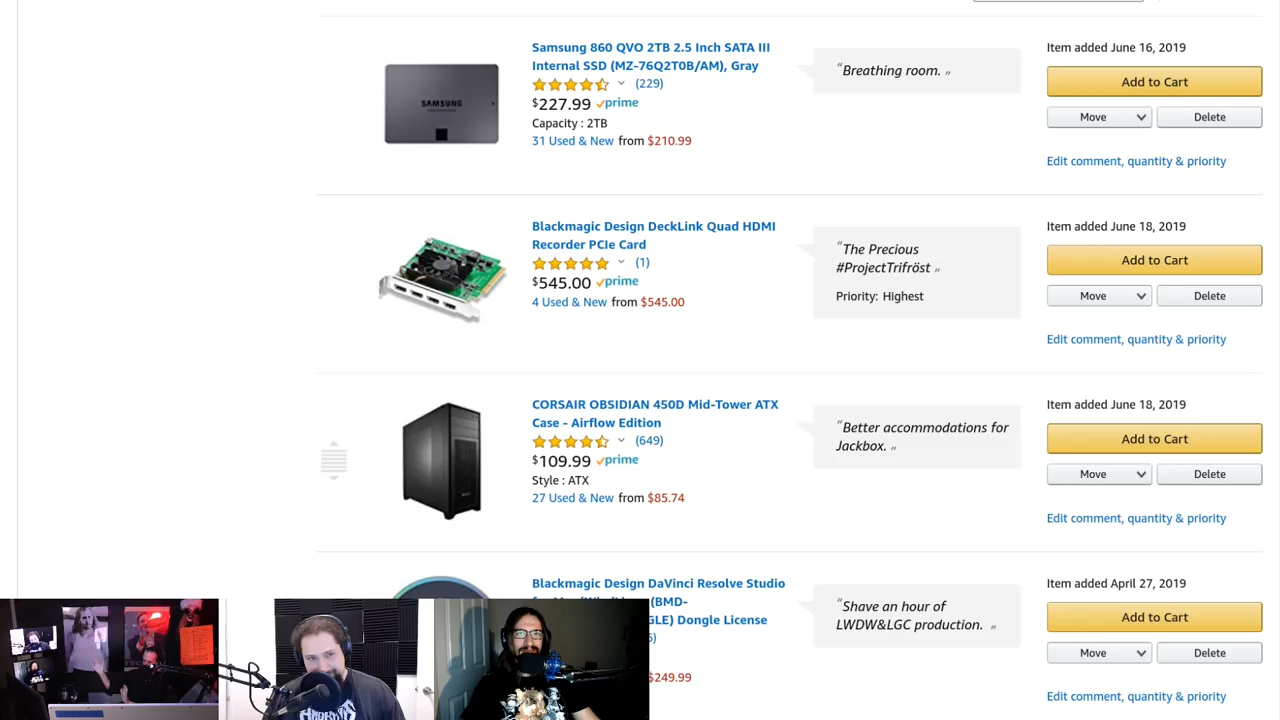 Samsung 860 QVO 2TB 2.5 Inch SATA III
Internal SSD (MZ-76Q2T0B/AM), Gray
(229)
$227.99 prime
Capacity : 2TB
31 Used & New from $210.99
SAMSUNG
"Breathing room. "
Item added June 16, 2019
Add to Cart
Move
Delete
Edit comment, quantity & priority
Blackmagic Design DeckLink Quad HDMI
Recorder PCIe Card
(1)
$545.00 prime
4 Used & New from $545.00
"The Precious
#ProjectTrifröst "
Priority: Highest
Item added June 18, 2019
Add to Cart
Move
Delete
Edit comment, quantity & priority
CORSAIR OBSIDIAN 450D Mid-Tower ATX
Case - Airflow Edition
(649)
$109.99 prime
Style : ATX
27 Used & New from $85.74
"Better accommodations for
Jackbox. "
Item added June 18, 2019
Add to Cart
Move
Delete
Edit comment, quantity & priority
Blackmagic Design DaVinci Resolve Studio
(BMD-
GLE) Dongle License
$249.99
"Shave an hour of
LWDW&LGC production. "
Item added April 27, 2019
Add to Cart
Move
Delete
Edit comment, quantity & priority